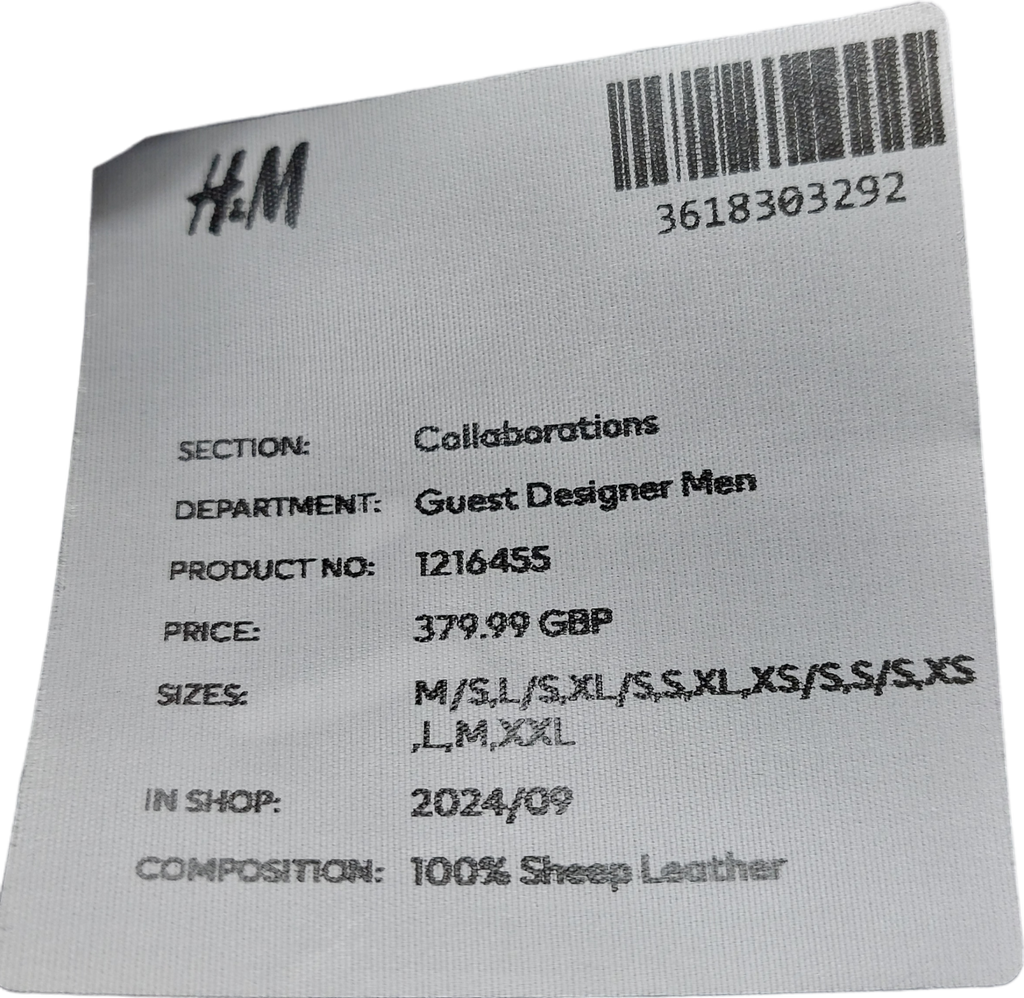 H&M
3618303292
SECTION: Collaborations
DEPARTMENT: Guest Designer Men
PRODUCT NO: 1216455
PRICE: 379.99 GBP
SIZES: M/S,L/S,XL/S,S,XL,XS/S,S/S,XS
,L,M,XXL
IN SHOP: 2024/09
COMPOSITION: 100% Sheep Leather